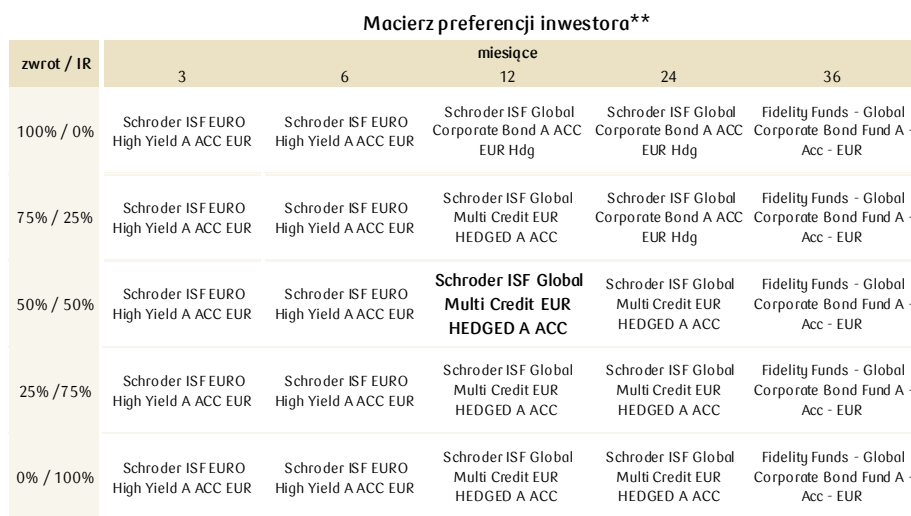 Macierz preferencji inwestora**
zwrot / IR
miesiące
3 6 12 24 36
100% / 0%
Schroder ISF EURO
High Yield A ACC EUR
Schroder ISF EURO
High Yield A ACC EUR
Schroder ISF Global
Corporate Bond A ACC
EUR Hdg
Schroder ISF Global
Corporate Bond A ACC
EUR Hdg
Fidelity Funds - Global
Corporate Bond Fund A -
Acc - EUR
75% / 25%
Schroder ISF EURO
High Yield A ACC EUR
Schroder ISF EURO
High Yield A ACC EUR
Schroder ISF Global
Multi Credit EUR
HEDGED A ACC
Schroder ISF Global
Corporate Bond A ACC
EUR Hdg
Fidelity Funds - Global
Corporate Bond Fund A -
Acc - EUR
50% / 50%
Schroder ISF EURO
High Yield A ACC EUR
Schroder ISF EURO
High Yield A ACC EUR
Schroder ISF Global
Multi Credit EUR
HEDGED A ACC
Schroder ISF Global
Multi Credit EUR
HEDGED A ACC
Fidelity Funds - Global
Corporate Bond Fund A -
Acc - EUR
25% /75%
Schroder ISF EURO
High Yield A ACC EUR
Schroder ISF EURO
High Yield A ACC EUR
Schroder ISF Global
Multi Credit EUR
HEDGED A ACC
Schroder ISF Global
Multi Credit EUR
HEDGED A ACC
Fidelity Funds - Global
Corporate Bond Fund A -
Acc - EUR
0% / 100%
Schroder ISF EURO
High Yield A ACC EUR
Schroder ISF EURO
High Yield A ACC EUR
Schroder ISF Global
Multi Credit EUR
HEDGED A ACC
Schroder ISF Global
Multi Credit EUR
HEDGED A ACC
Fidelity Funds - Global
Corporate Bond Fund A -
Acc - EUR